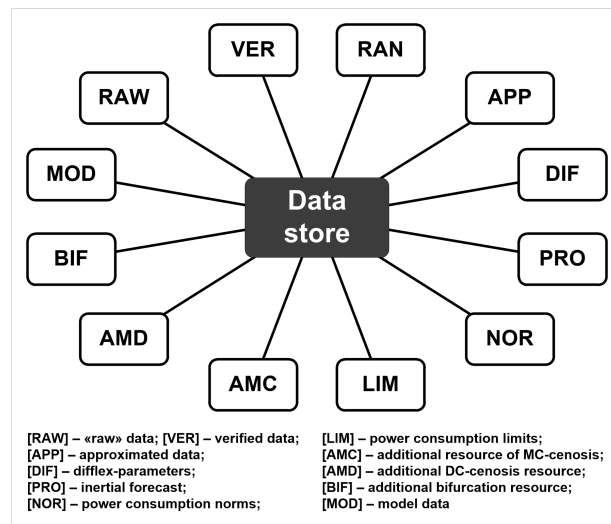 VER
RAN
RAW
APP
MOD
DIF
Data
store
BIF
PRO
AMD
NOR
AMC
LIM
[RAW] – «raw» data; [VER] – verified data;
[APP] – approximated data;
[DIF] – difflex-parameters;
[PRO] – inertial forecast;
[NOR] – power consumption norms;
[LIM] – power consumption limits;
[AMC] – additional resource of MC-cenosis;
[AMD] – additional DC-cenosis resource;
[BIF] – additional bifurcation resource;
[MOD] – model data